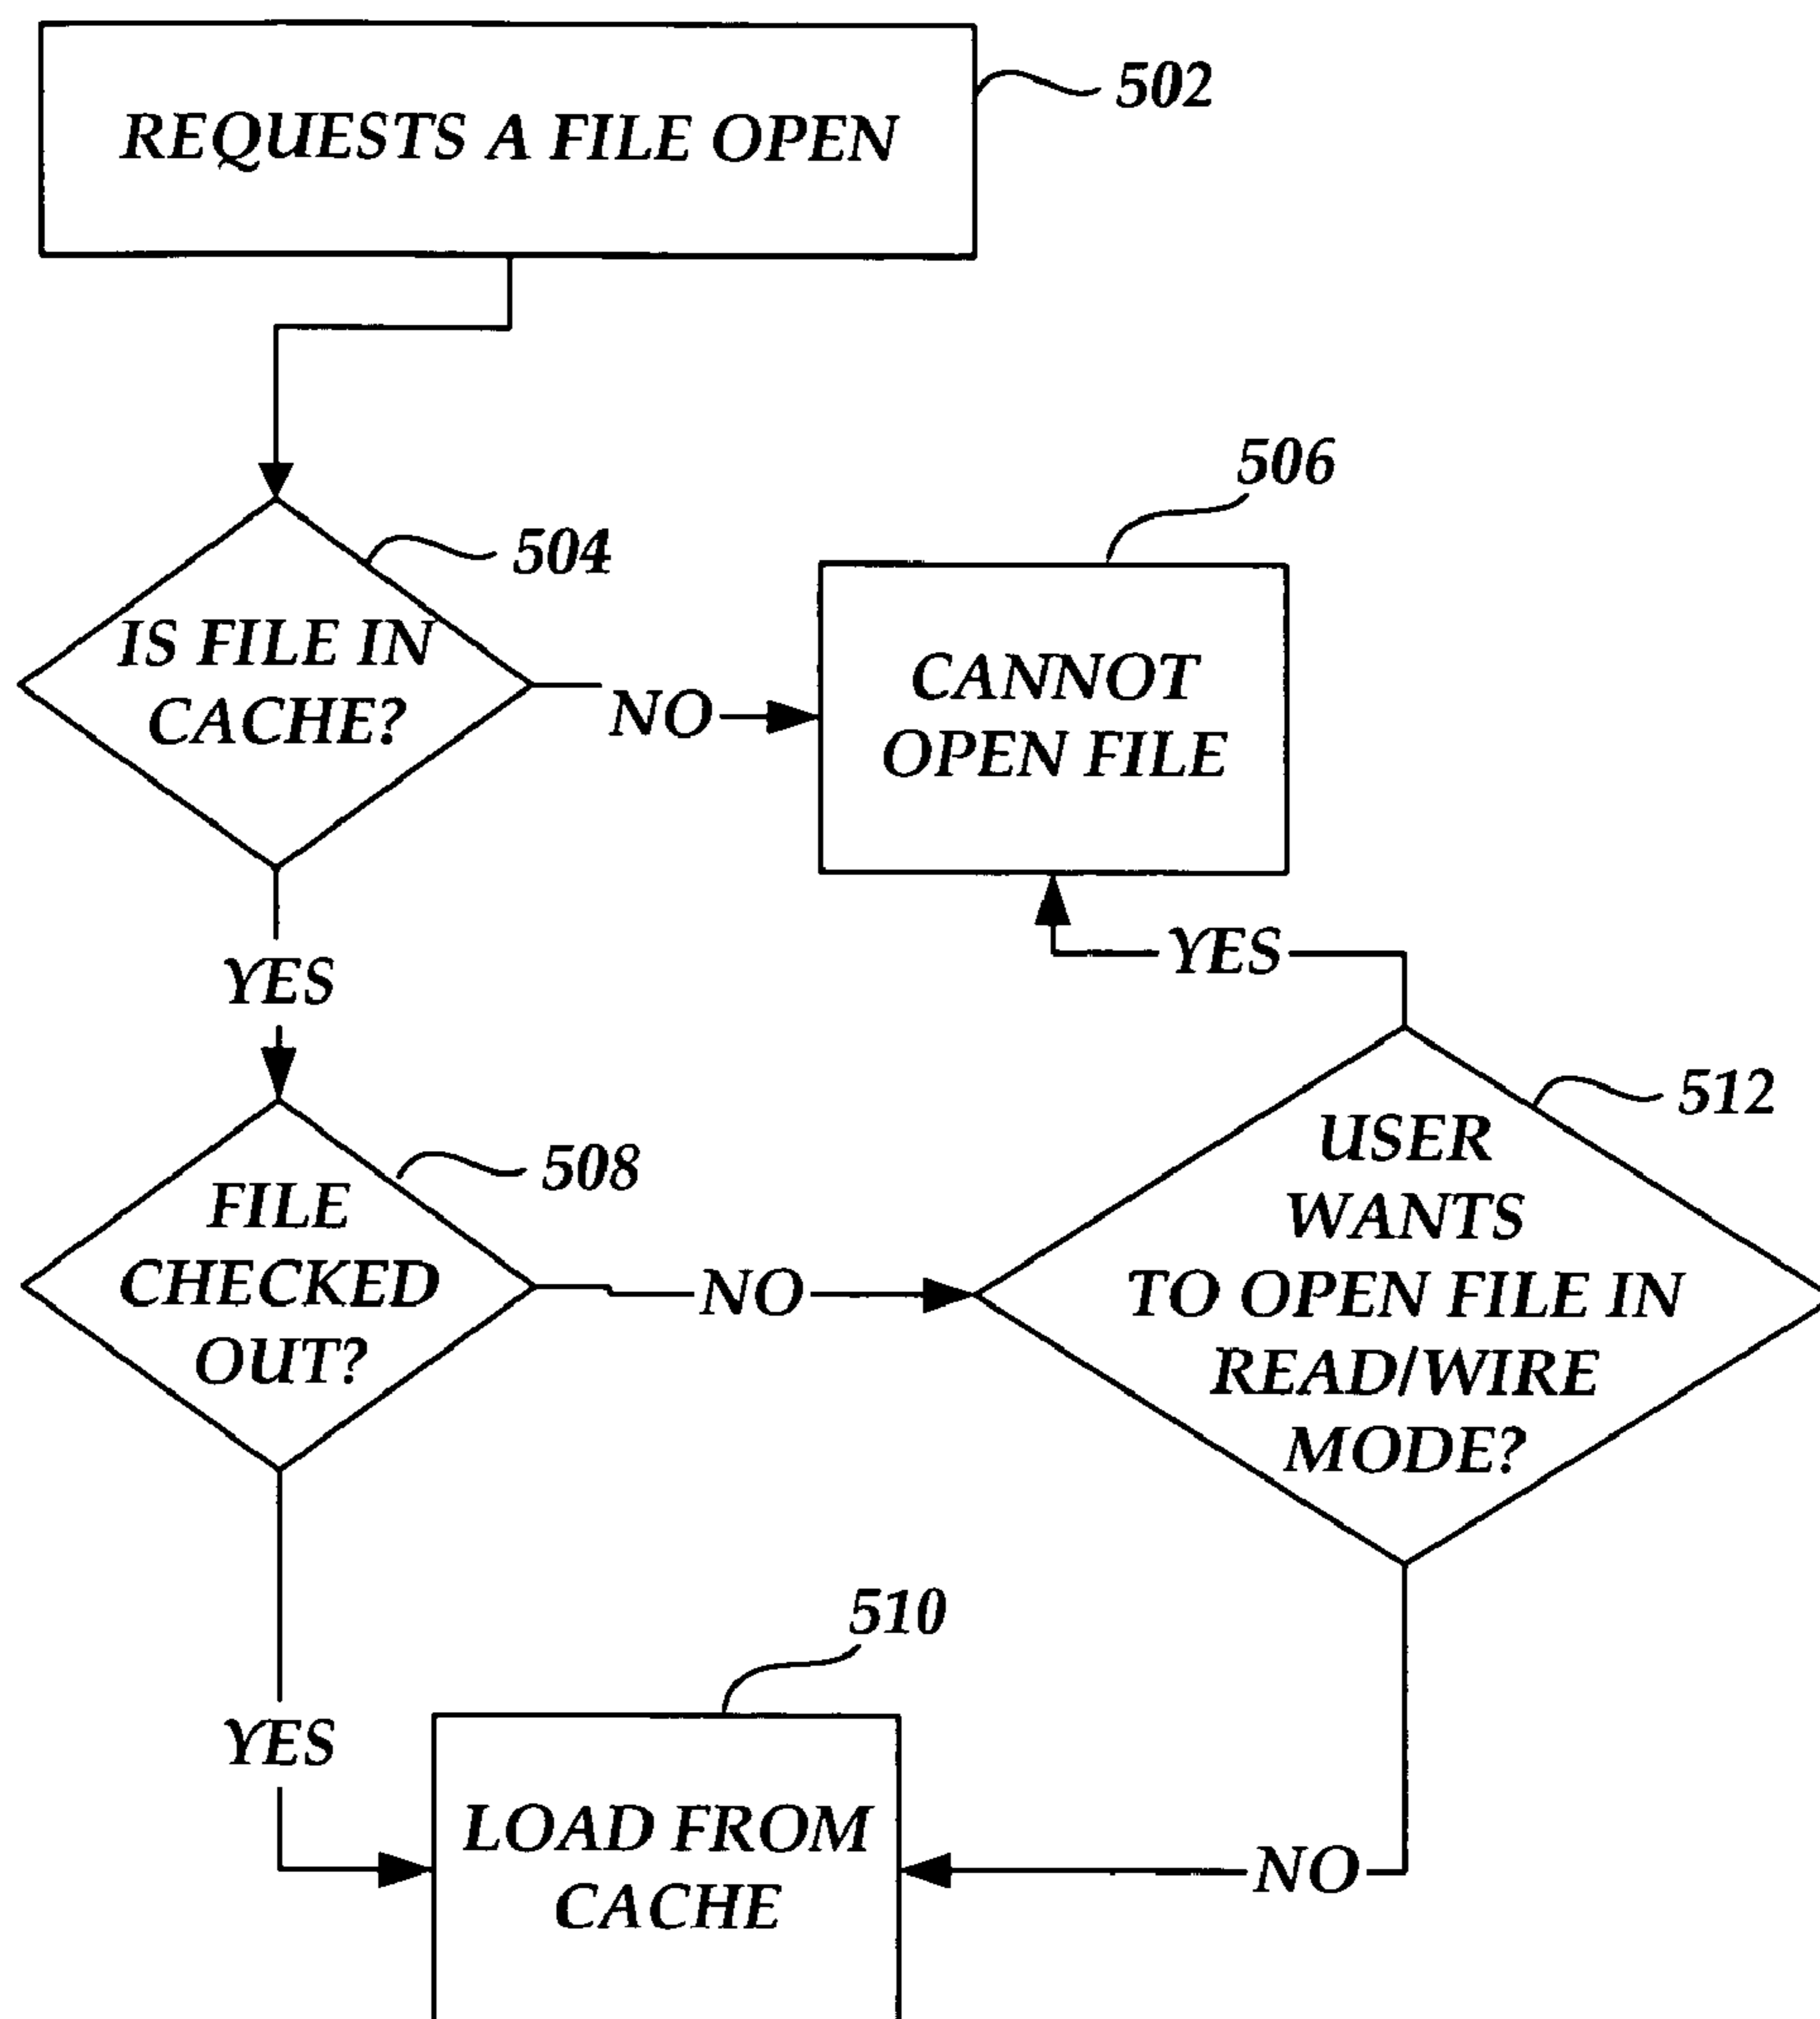 REQUESTS A FILE OPEN
502
504
IS FILE IN
CACHE?
NO
506
CANNOT
OPEN FILE
YES
YES
508
FILE
CHECKED
OUT?
NO
512
USER
WANTS
TO OPEN FILE IN
READ/WIRE
MODE?
YES
510
LOAD FROM
CACHE
NO